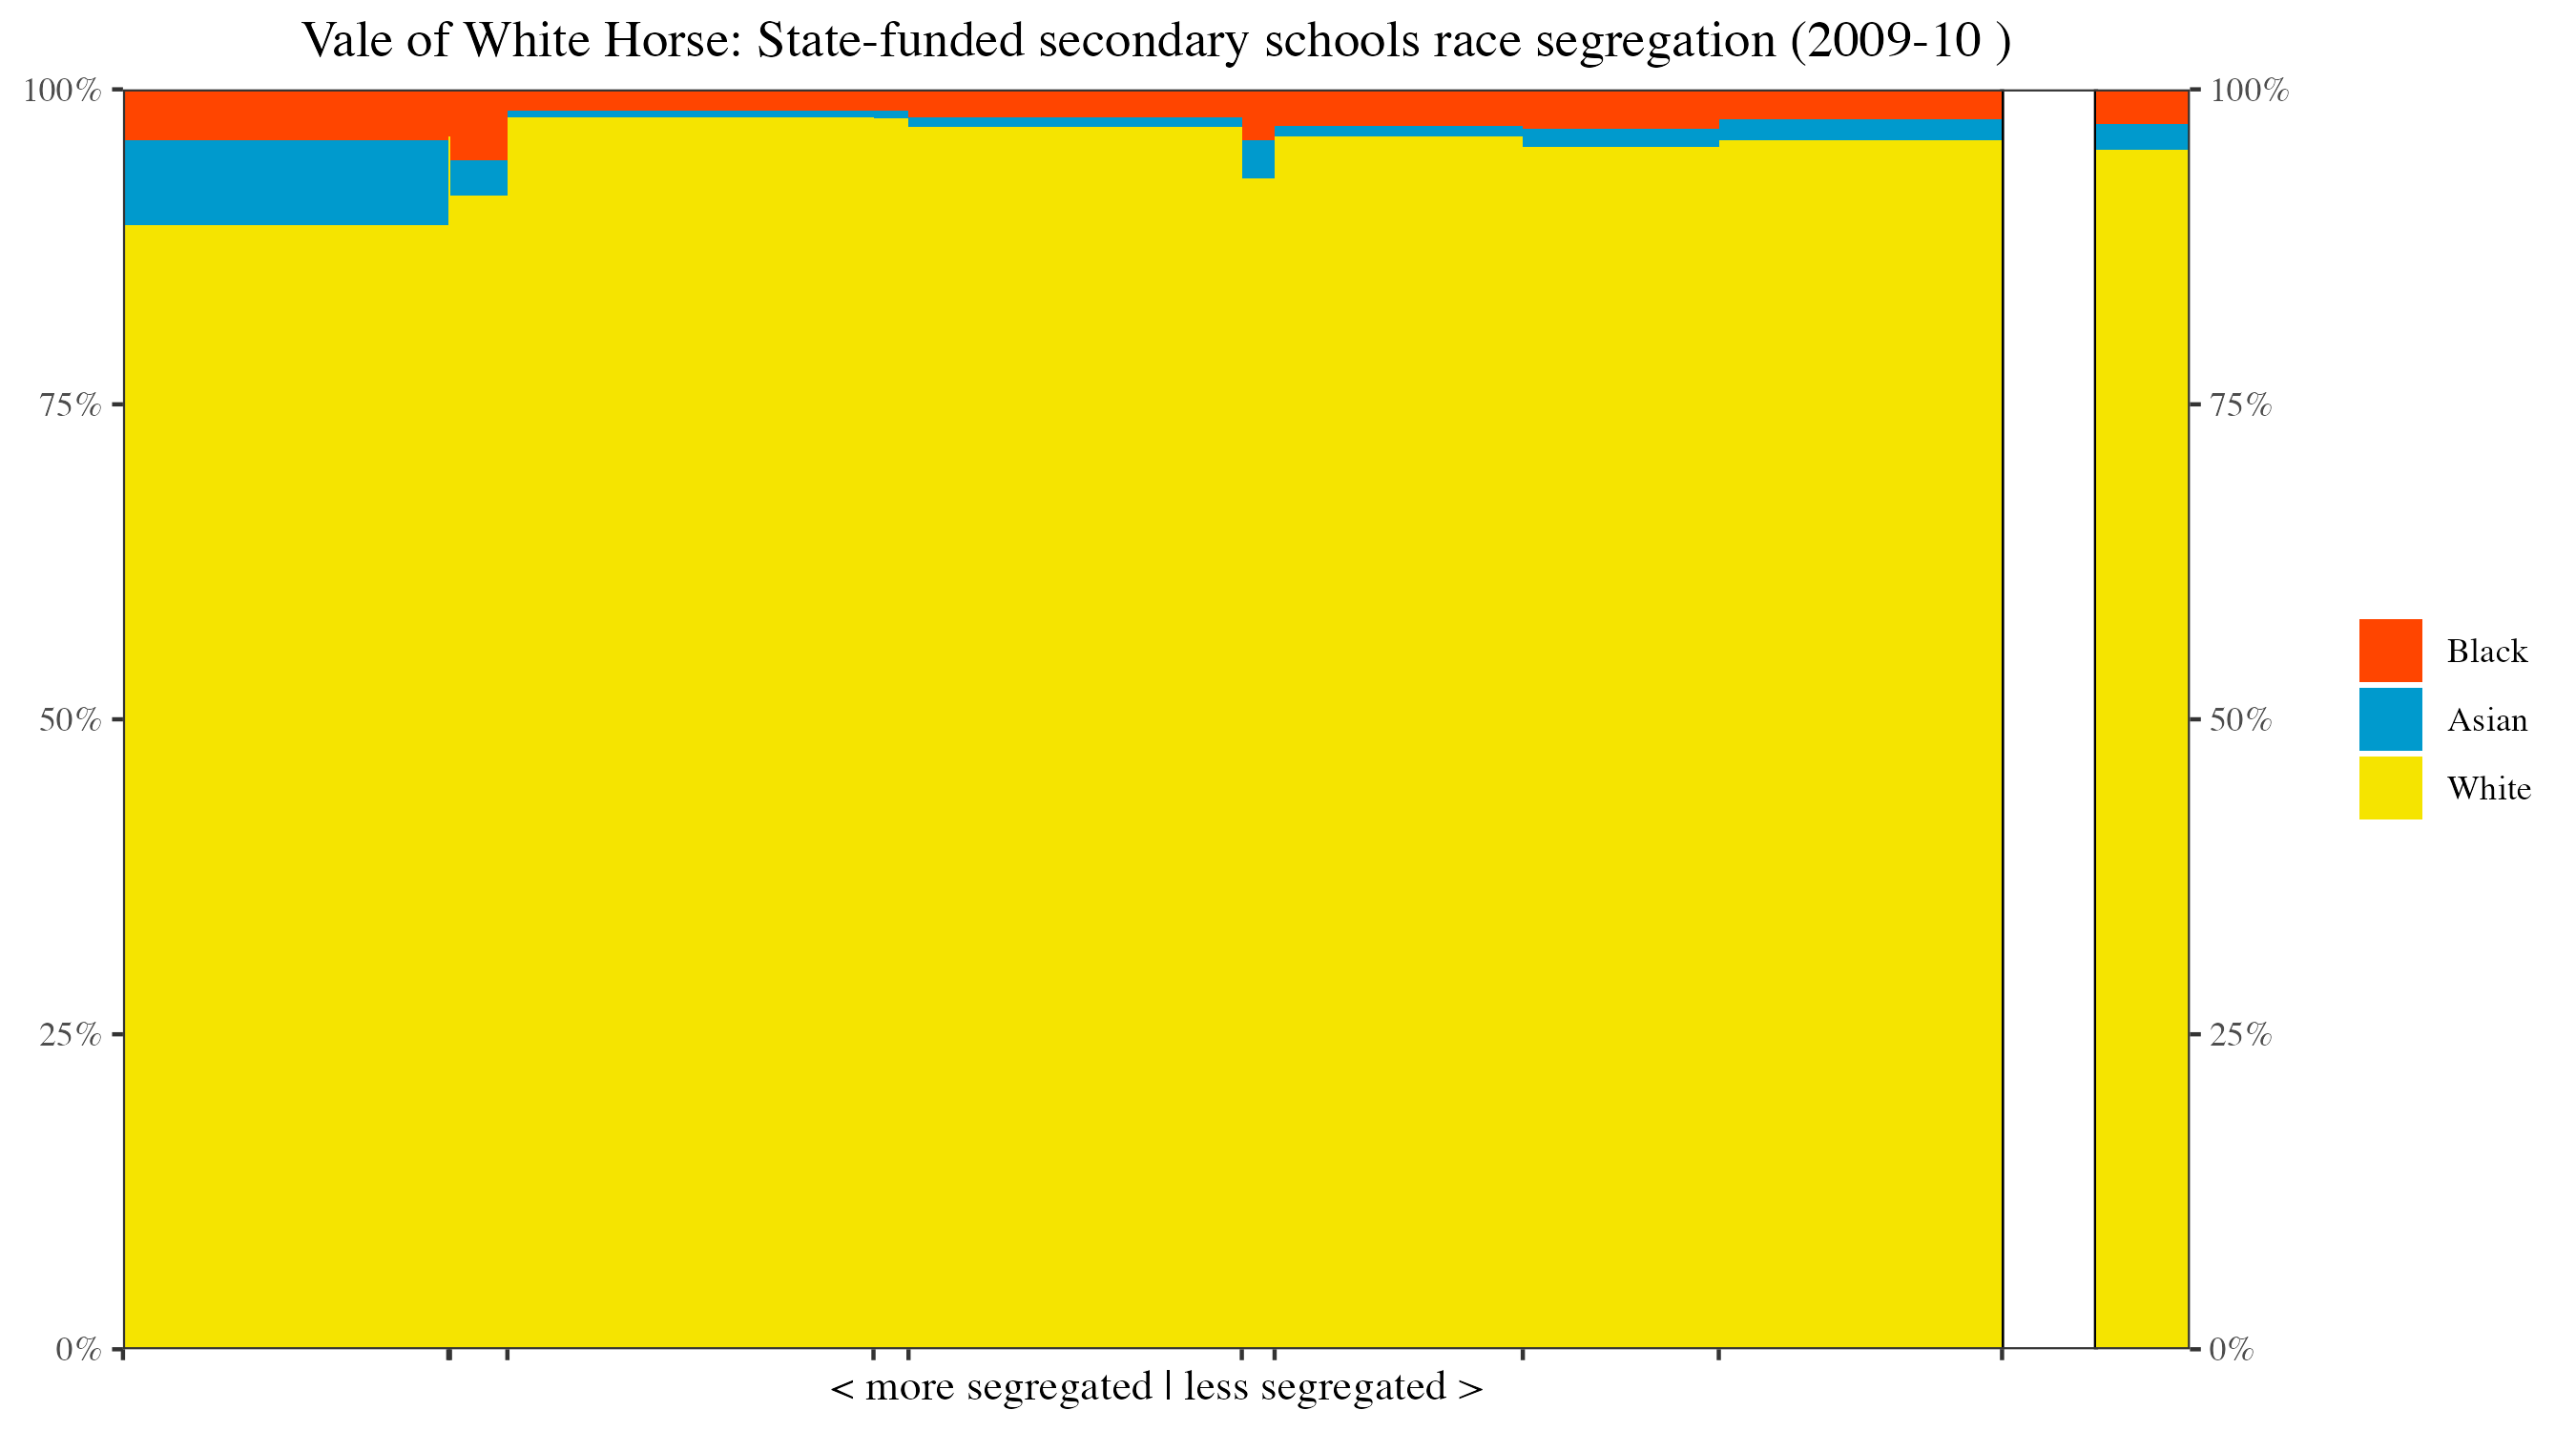 Vale of White Horse: State-funded secondary schools race segregation (2009-10 )
100%
75%
50%
25%
0%
100%
75%
50%
25%
0%
Black
Asian
White
< more segregated | less segregated >